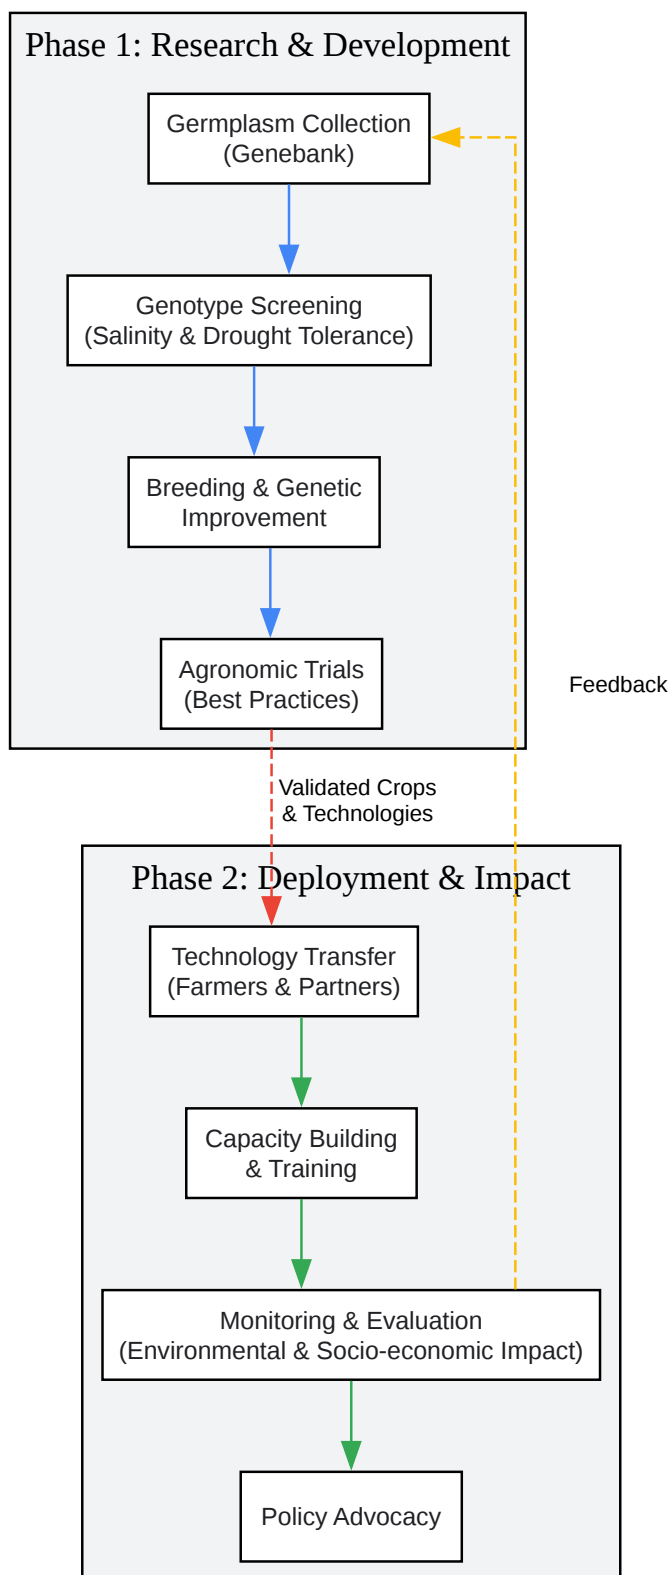 Phase 1: Research & Development
Germplasm Collection
(Genebank)
Genotype Screening
(Salinity & Drought Tolerance)
Breeding & Genetic
Improvement
Agronomic Trials
(Best Practices)
Feedback
Validated Crops
& Technologies
Phase 2: Deployment & Impact
Technology Transfer
(Farmers & Partners)
Capacity Building
& Training
Monitoring & Evaluation
(Environmental & Socio-economic Impact)
Policy Advocacy